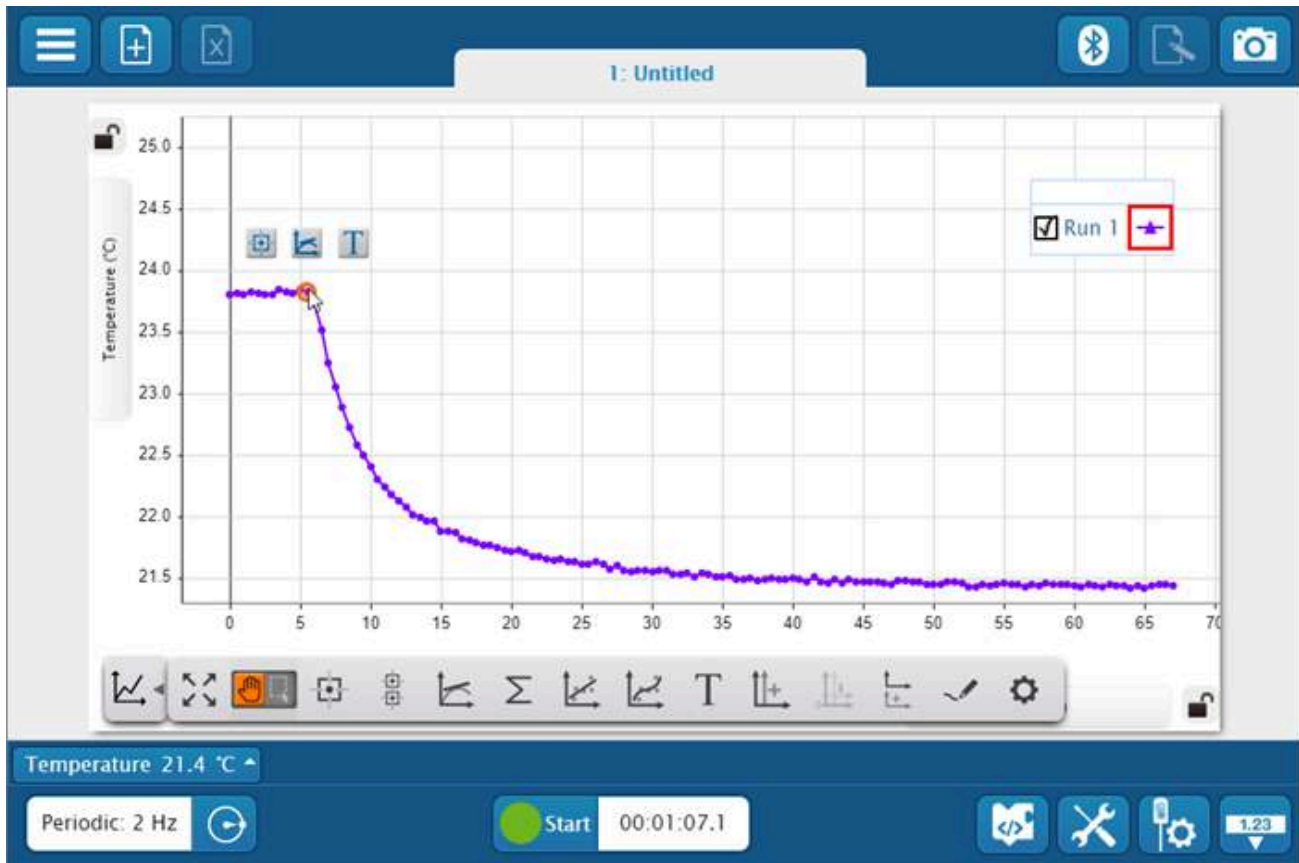 1: Untitled
25.0
24.5
24.0
23.5
23.0
22.5
22.0
21.5
Temperature (°C)
T
Run 1
0 5 10 15 20 25 30 35 40 45 50 55 60 65 70
Σ T
Temperature 21.4 °C
Periodic: 2 Hz
Start 00:01:07.1
</> 1.23